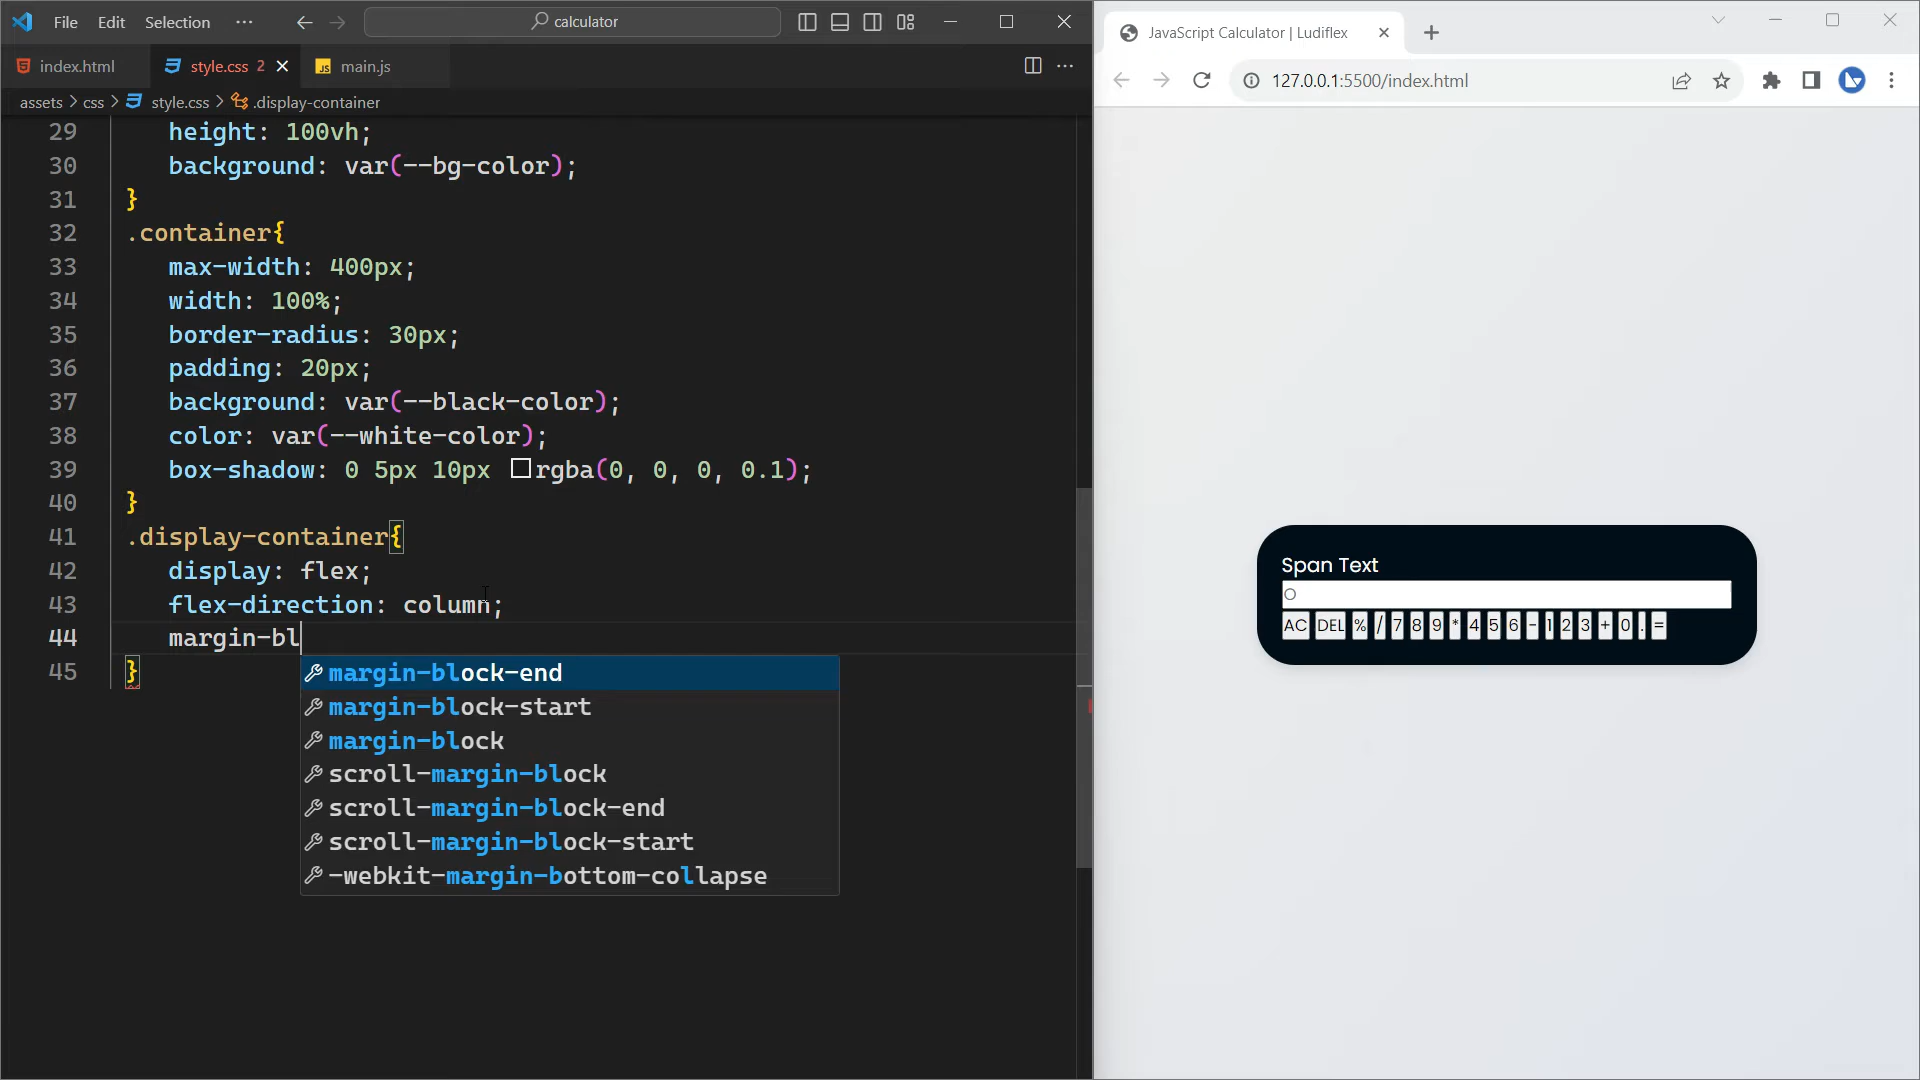 File Edit Selection ··· calculator
index.html style.css 2 main.js
assets > css > style.css > .display-container
29 height: 100vh;
30 background: var(--bg-color);
31 }
32 .container{
33 max-width: 400px;
34 width: 100%;
35 border-radius: 30px;
36 padding: 20px;
37 background: var(--black-color);
38 color: var(--white-color);
39 box-shadow: 0 5px 10px rgba(0, 0, 0, 0.1);
40 }
41 .display-container{
42 display: flex;
43 flex-direction: column;
44 margin-bl
45 }
margin-block-end
margin-block-start
margin-block
scroll-margin-block
scroll-margin-block-end
scroll-margin-block-start
-webkit-margin-bottom-collapse
JavaScript Calculator | Ludiflex
127.0.0.1:5500/index.html
Span Text
0
AC DEL % / 7 8 9 * 4 5 6 - 1 2 3 + 0 . =